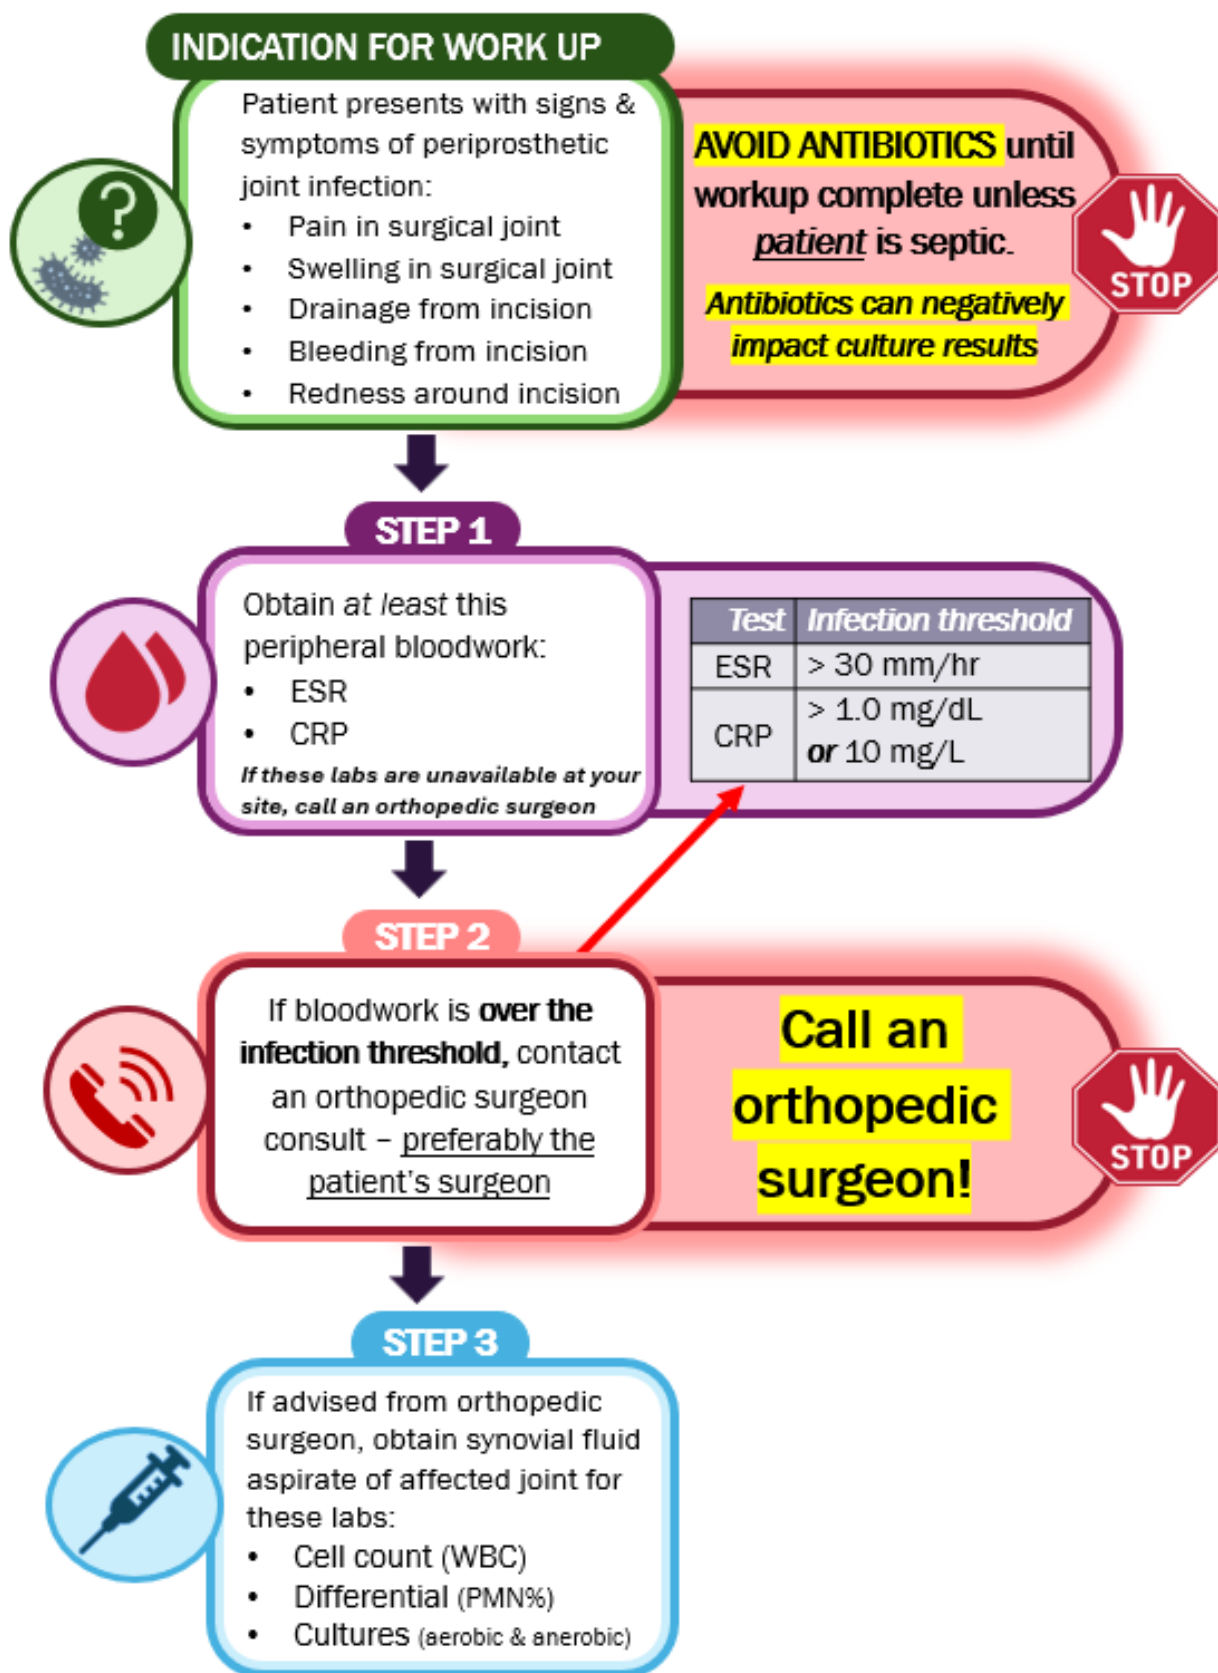 INDICATION FOR WORK UP
Patient presents with signs &
symptoms of periprosthetic
joint infection:
• Pain in surgical joint
• Swelling in surgical joint
• Drainage from incision
• Bleeding from incision
• Redness around incision
?
AVOID ANTIBIOTICS until
workup complete unless
patient is septic.
Antibiotics can negatively
impact culture results
STOP
STEP 1
Obtain at least this
peripheral bloodwork:
• ESR
• CRP
If these labs are unavailable at your
site, call an orthopedic surgeon
Test Infection threshold
ESR > 30 mm/hr
CRP > 1.0 mg/dL
or 10 mg/L
STEP 2
If bloodwork is over the
infection threshold, contact
an orthopedic surgeon
consult – preferably the
patient's surgeon
Call an
orthopedic
surgeon!
STOP
STEP 3
If advised from orthopedic
surgeon, obtain synovial fluid
aspirate of affected joint for
these labs:
• Cell count (WBC)
• Differential (PMN%)
• Cultures (aerobic & anerobic)